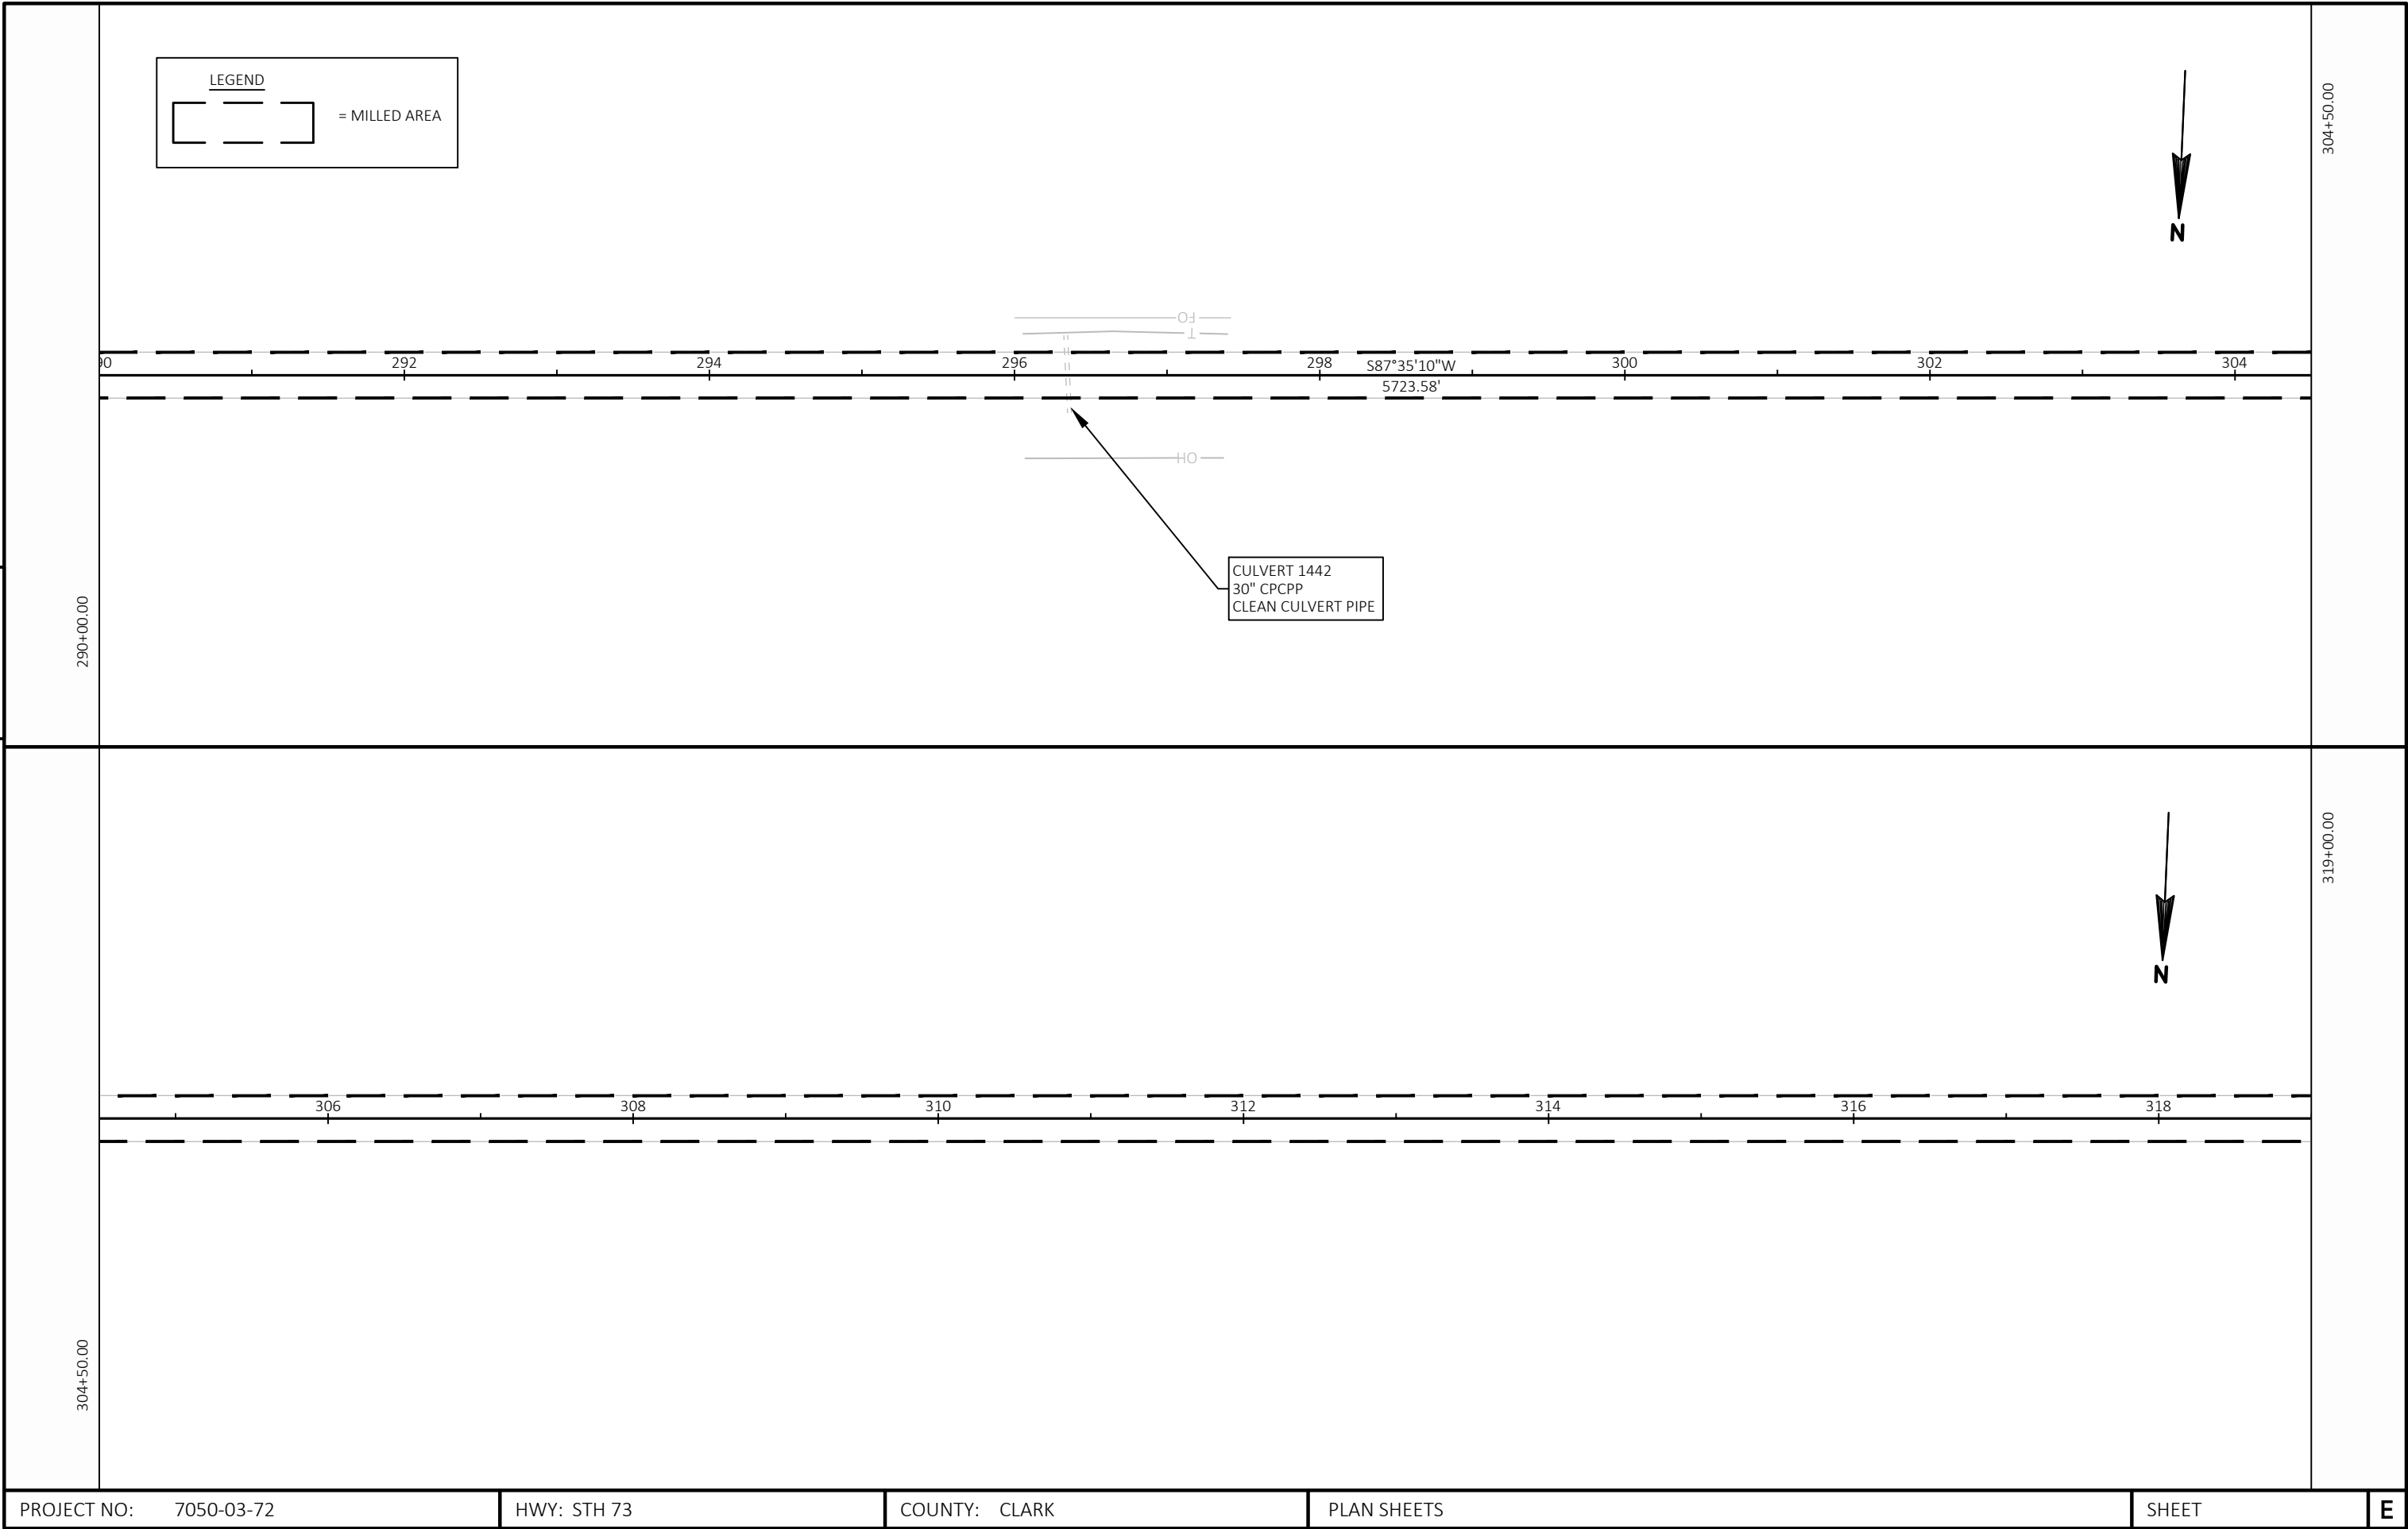 LEGEND
= MILLED AREA
304+50.00
N
FO
T
90 292 294 296 298 S87°35'10"W 300 302 304
5723.58'
OH
CULVERT 1442
30" CPCPP
CLEAN CULVERT PIPE
290+00.00
319+00.00
N
306 308 310 312 314 316 318
304+50.00
PROJECT NO: 7050-03-72 HWY: STH 73 COUNTY: CLARK PLAN SHEETS SHEET E